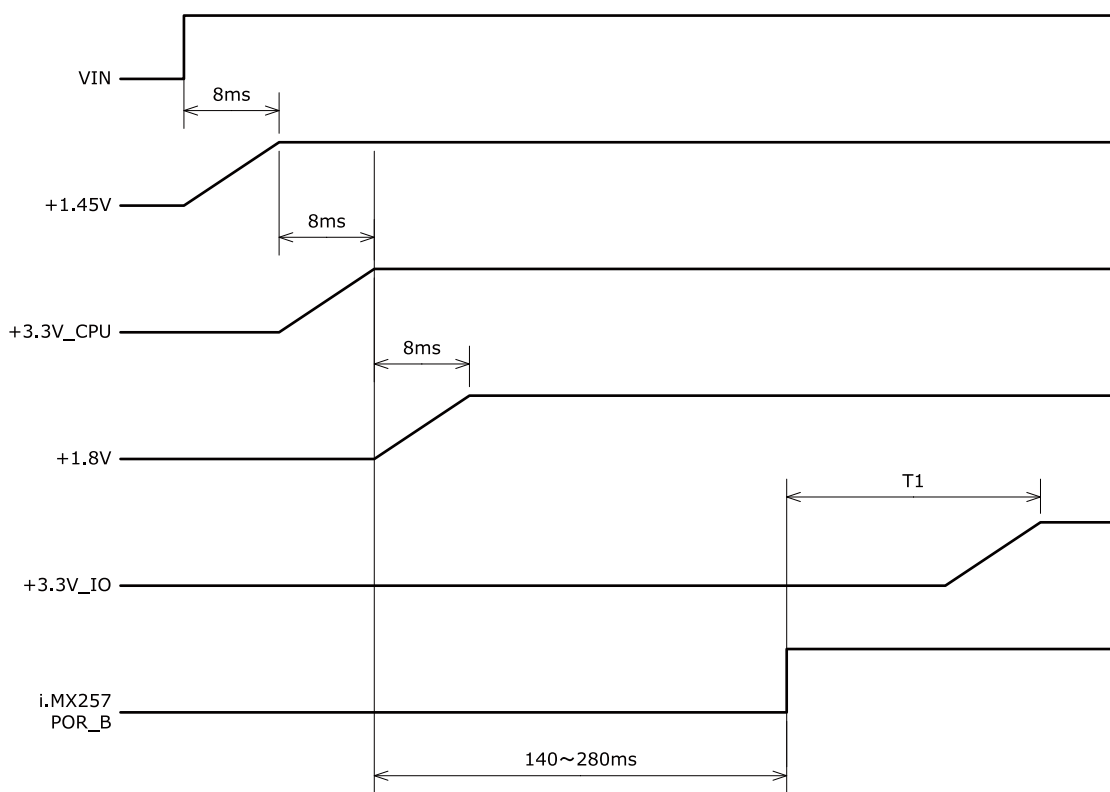 VIN
8ms
+1.45V
8ms
+3.3V_CPU
8ms
+1.8V
T1
+3.3V_IO
i.MX257
POR_B
140～280ms